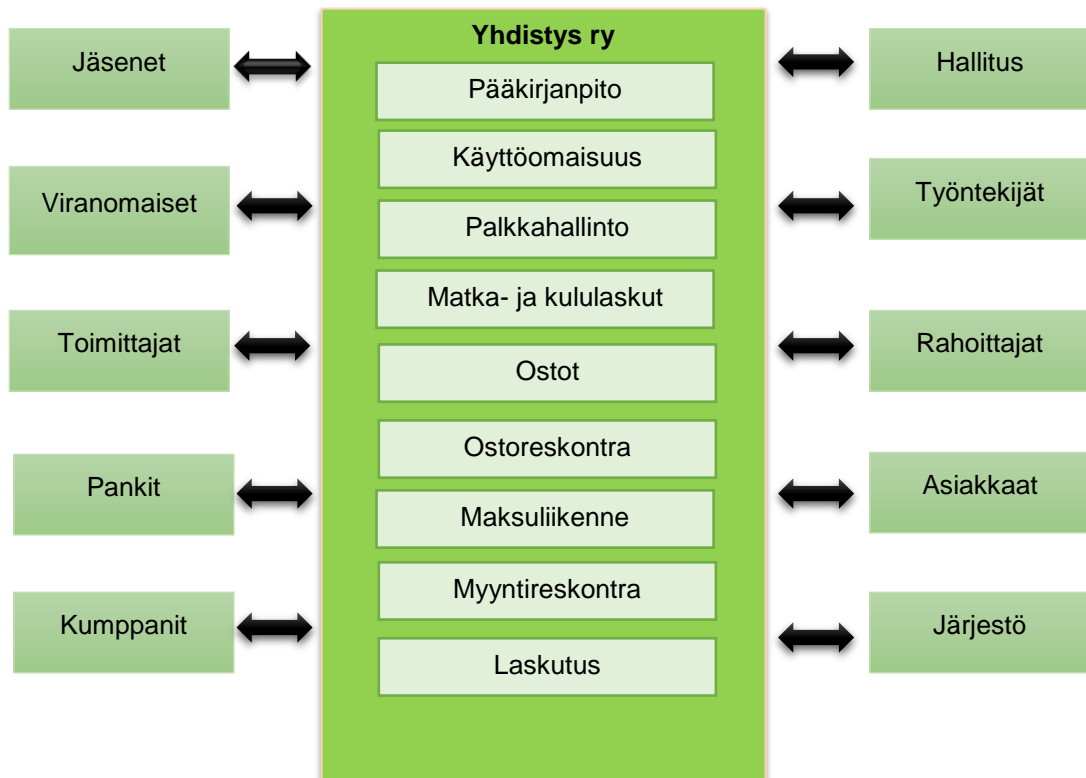 Yhdistys ry
Jäsenet
Pääkirjanpito
Hallitus
Käyttöomaisuus
Viranomaiset
Palkkahallinto
Työntekijät
Matka- ja kululaskut
Toimittajat
Ostot
Rahoittajat
Ostoreskontra
Pankit
Maksuliikenne
Asiakkaat
Myyntireskontra
Kumppanit
Laskutus
Järjestö